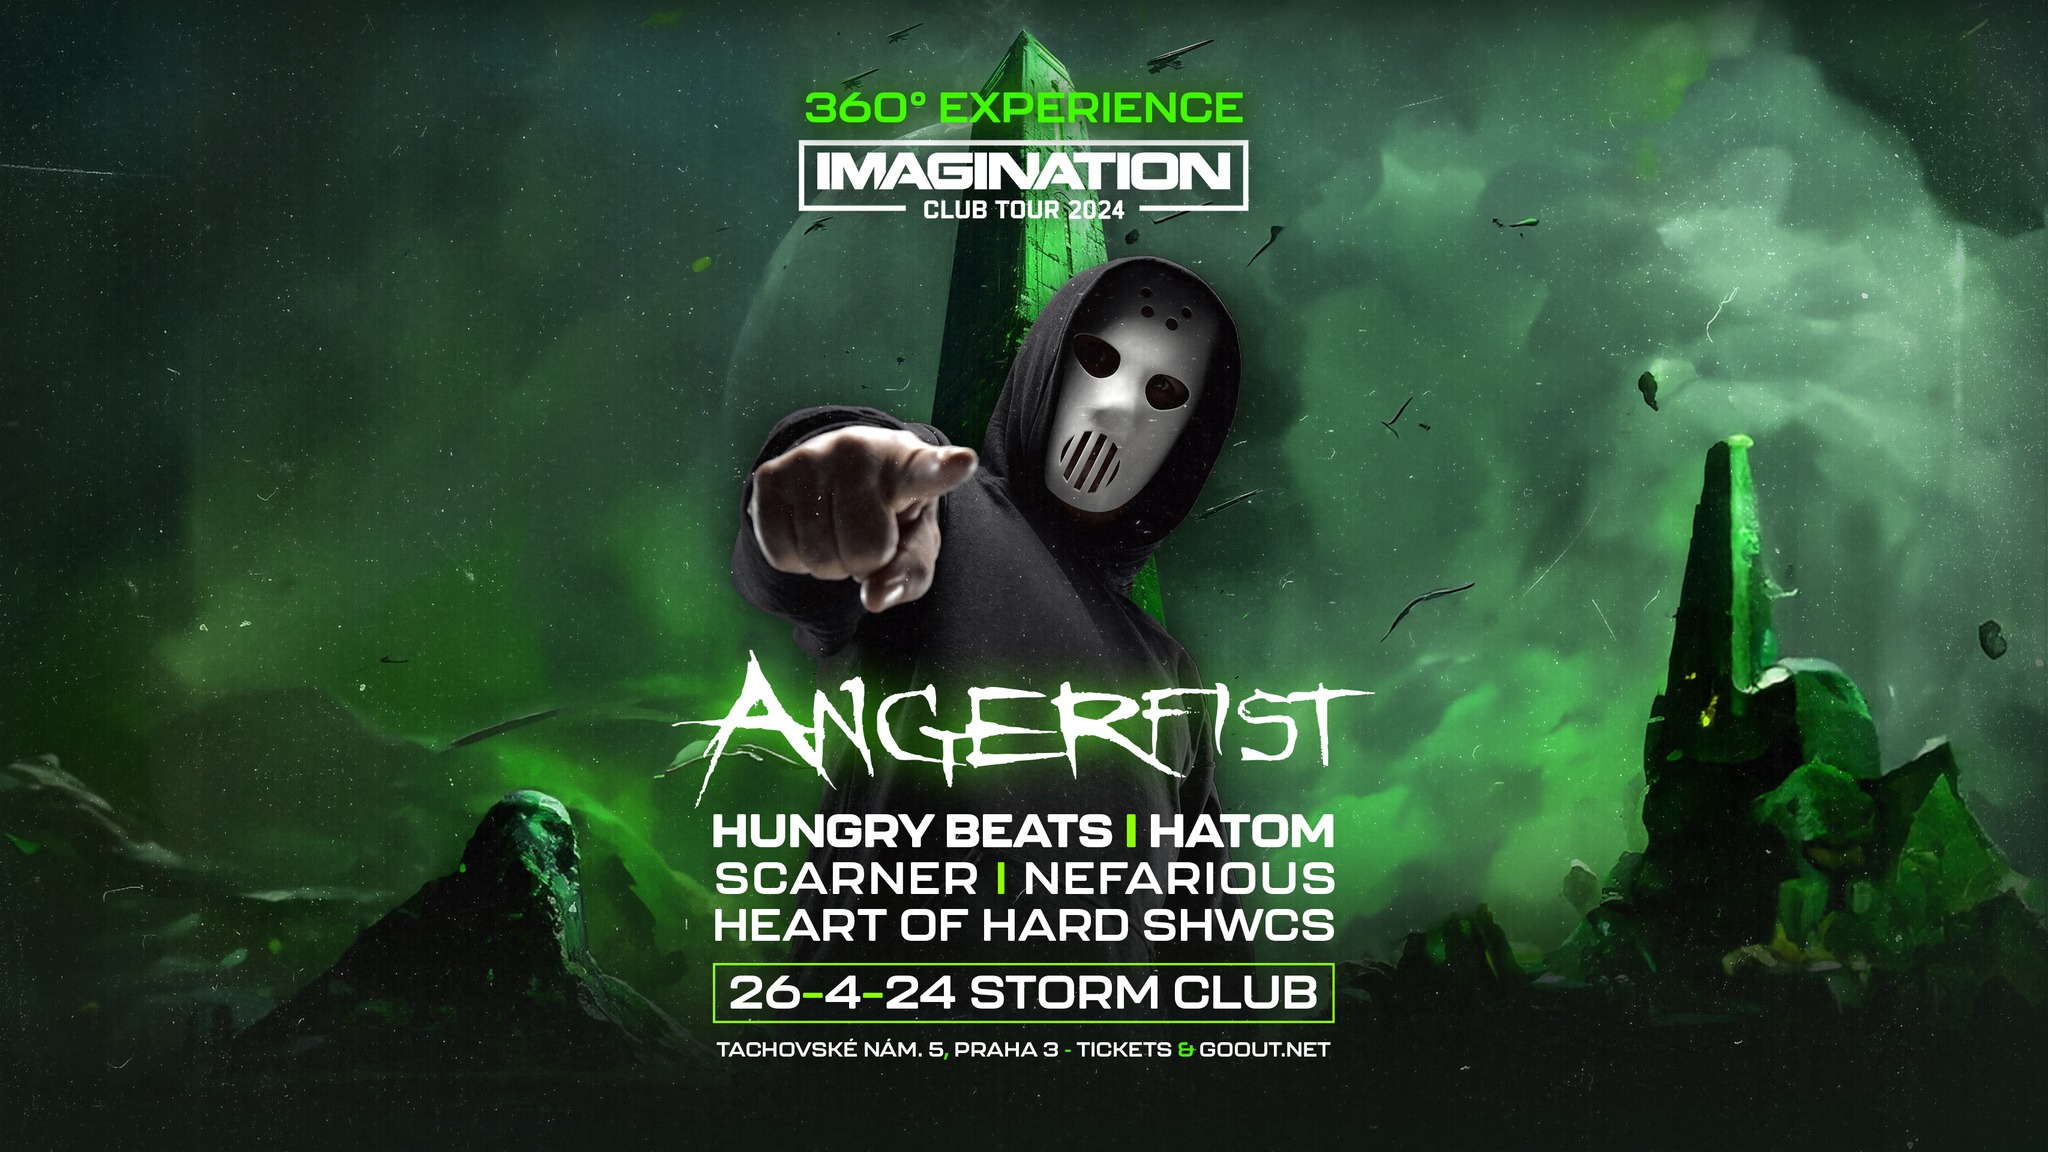 360° EXPERIENCE
IMAGINATION
CLUB TOUR 2024
ANGERFIST
HUNGRY BEATS | HATOM
SCARNER | NEFARIOUS
HEART OF HARD SHWCS
26-4-24 STORM CLUB
TACHOVSKÉ NÁM. 5, PRAHA 3 - TICKETS & GOOUT.NET